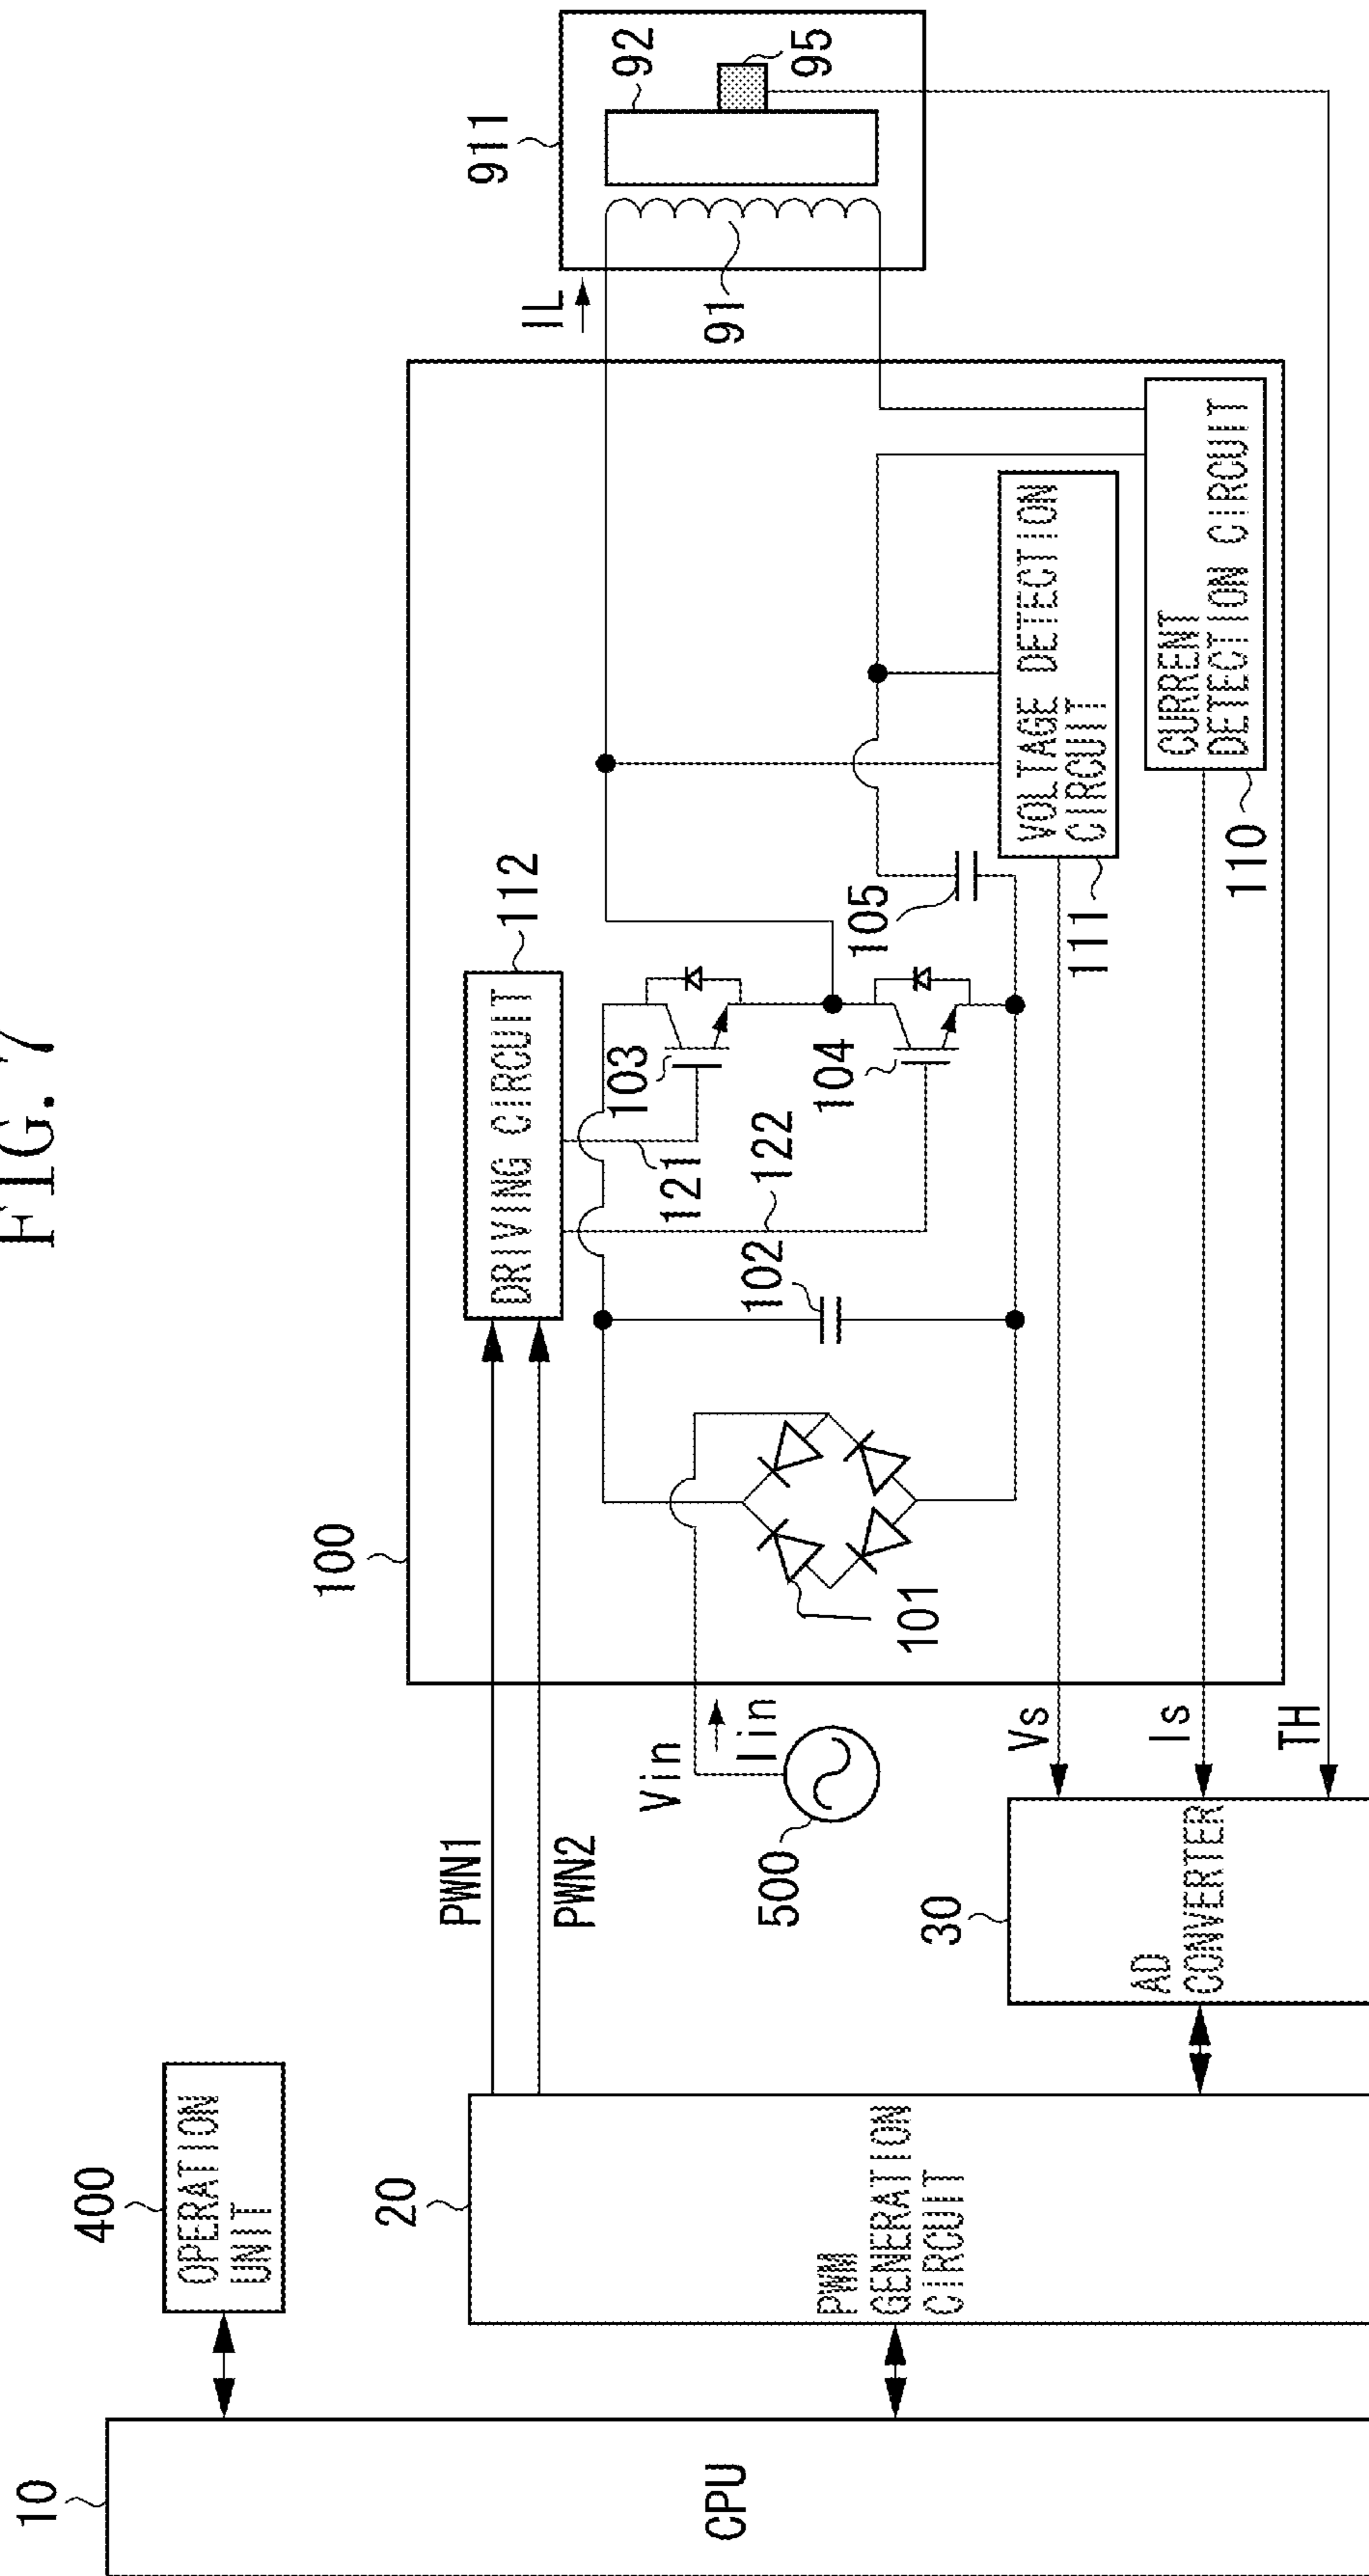 FIG. 7
10
CPU
400
OPERATION
UNIT
20
PWM
GENERATION
CIRCUIT
PWN1
PWN2
30
AD
CONVERTER
Vin
Iin
500
Vs
Is
TH
100
101
102
DRIVING CIRCUIT
112
121
122
103
104
105
VOLTAGE DETECTION
CIRCUIT
111
CURRENT
DETECTION CIRCUIT
110
IL
911
91
92
95